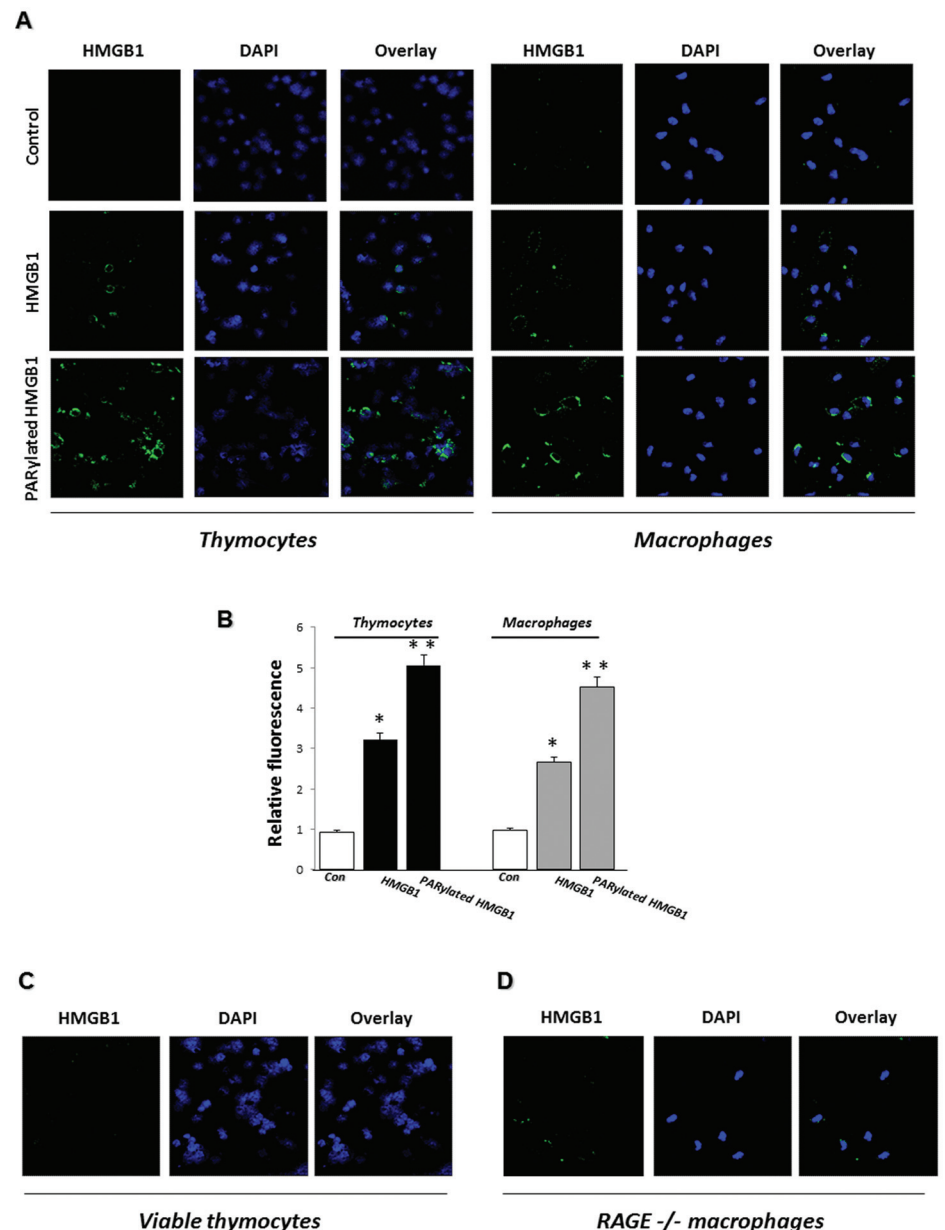 A
HMGB1 DAPI Overlay HMGB1 DAPI Overlay
Control
HMGB1
PARylated HMGB1
Thymocytes Macrophages
B
Relative fluorescence
6
5
4
3
2
1
0
Thymocytes Macrophages
*
* *
*
* *
Con HMGB1 PARylated HMGB1 Con HMGB1 PARylated HMGB1
C D
HMGB1 DAPI Overlay HMGB1 DAPI Overlay
Viable thymocytes RAGE -/- macrophages